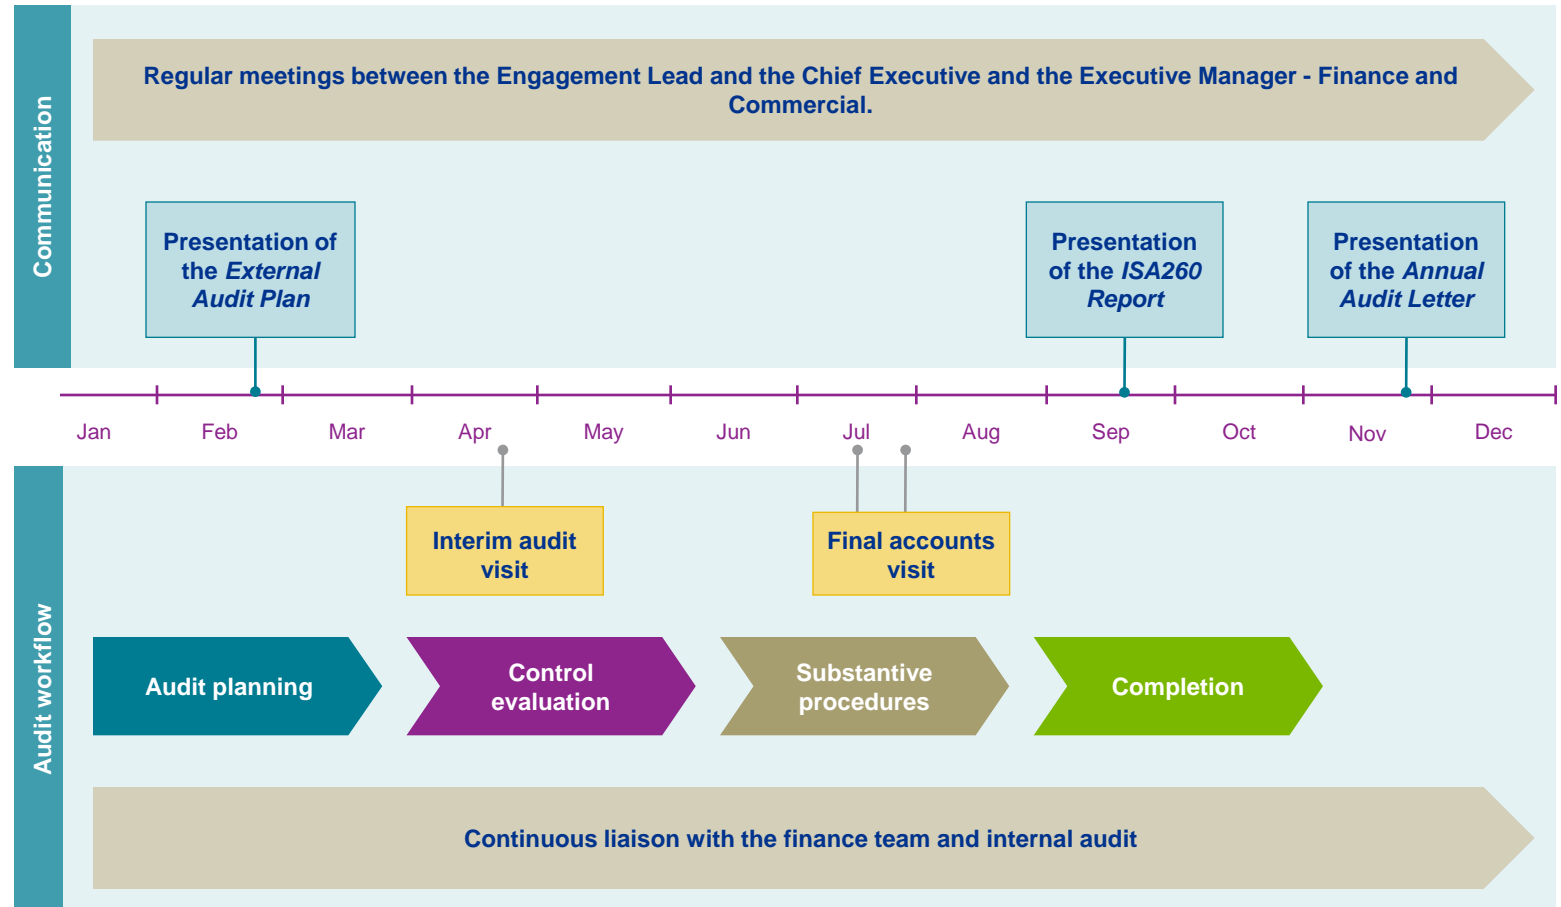 Communication
Regular meetings between the Engagement Lead and the Chief Executive and the Executive Manager - Finance and
Commercial.
Presentation of
the External
Audit Plan
Presentation
of the ISA260
Report
Presentation
of the Annual
Audit Letter
Jan
Feb
Mar
Apr
May
Jun
Jul
Aug
Sep
Oct
Nov
Dec
Audit workflow
Interim audit
visit
Final accounts
visit
Audit planning
Control
evaluation
Substantive
procedures
Completion
Continuous liaison with the finance team and internal audit